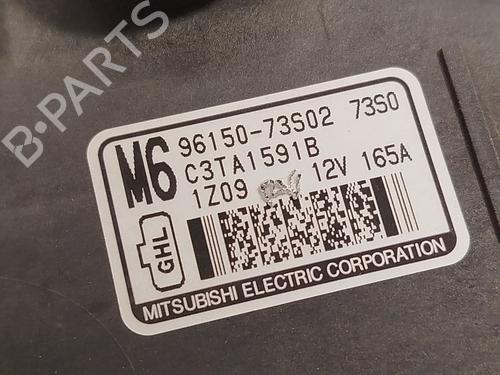 B-PARTS
M6
96150-73S02 73S0
C3TA1591B
1Z09 12V 165A
GHL
MITSUBISHI ELECTRIC CORPORATION